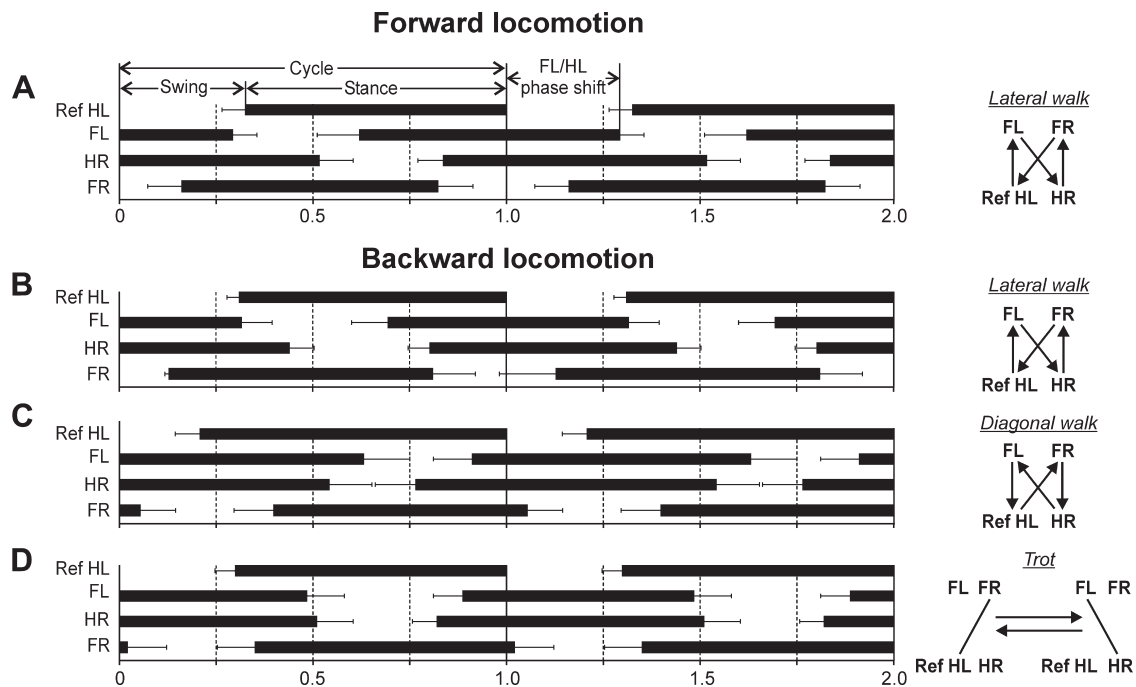 Forward locomotion
A
Cycle
FL/HL
phase shift
Swing
Stance
Ref HL
FL
HR
FR
0
0.5
1.0
1.5
2.0
Lateral walk
FL FR
Ref HL HR
Backward locomotion
B
Ref HL
FL
HR
FR
Lateral walk
FL FR
Ref HL HR
C
Ref HL
FL
HR
FR
Diagonal walk
FL FR
Ref HL HR
D
Ref HL
FL
HR
FR
0
0.5
1.0
1.5
2.0
Trot
FL FR FL FR
Ref HL HR Ref HL HR